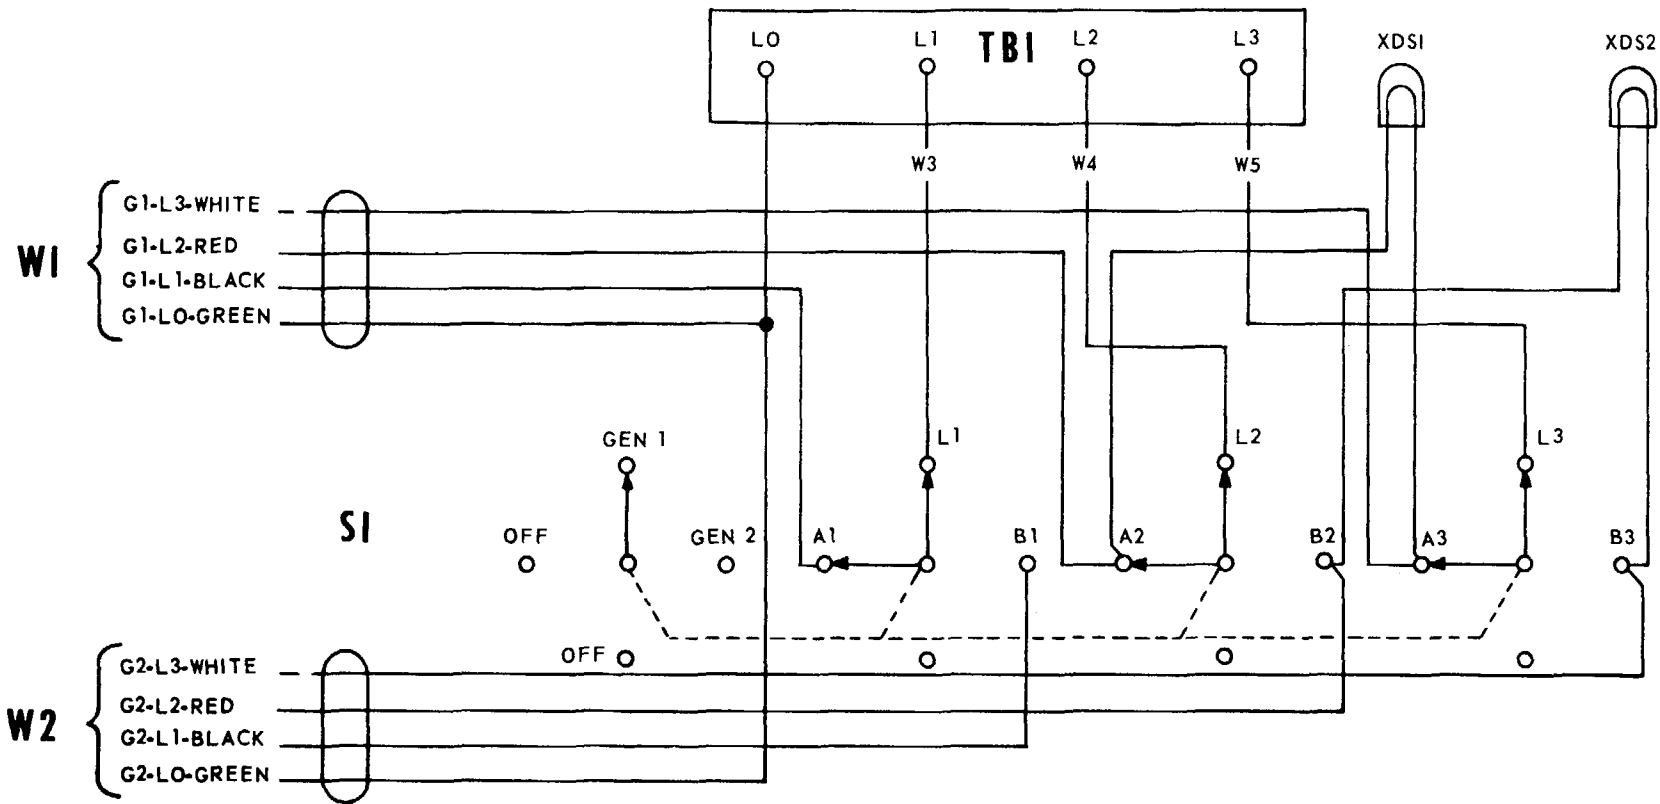 L0 L1 TB1 L2 L3
XDS1 XDS2
W3 W4 W5
W1
G1-L3-WHITE
G1-L2-RED
G1-L1-BLACK
G1-L0-GREEN
GEN 1 L1 L2 L3
S1 OFF GEN 2 A1 B1 A2 B2 A3 B3
OFF
W2
G2-L3-WHITE
G2-L2-RED
G2-L1-BLACK
G2-L0-GREEN